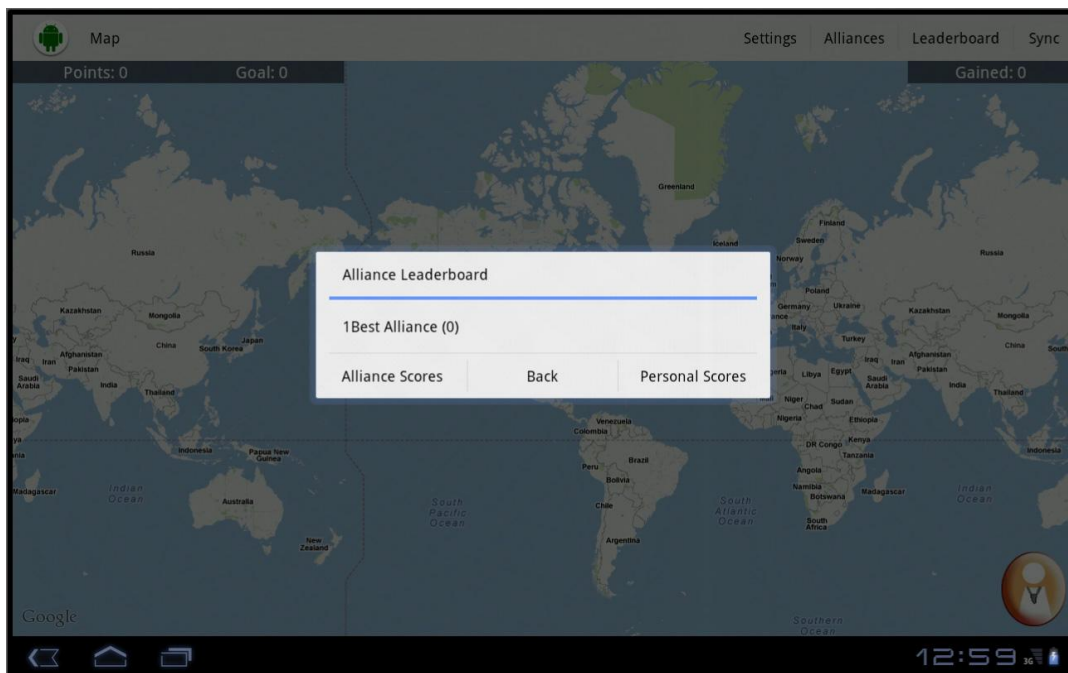 Map
Settings Alliances Leaderboard Sync
Points: 0 Goal: 0 Gained: 0
Greenland
Finland
Iceland
Sweden
Russia
Russia
Norway
Alliance Leaderboard
Poland
Kazakhstan
Mongolia
Germany
Ukraine
Kazakhstan
Mongolia
1Best Alliance (0)
Italy
Japan
China
South Korea
Turkey
China
Afghanistan
Iraq
Iran
Pakistan
Iraq
Iran
Afghanistan
Pakistan
Alliance Scores Back Personal Scores
Saudi
Arabia
India
Thailand
Libya
Egypt
Saudi
Arabia
India
Thailand
Niger
Chad
Sudan
Venezuela
Colombia
Nigeria
Ethiopia
Indonesia
Papua New
Guinea
DR Congo
Kenya
Tanzania
Indonesia
Peru
Brazil
Bolivia
Angola
Madagascar
Indian
Ocean
Australia
South
Pacific
Ocean
Chile
South
Atlantic
Ocean
Namibia
Botswana
Madagascar
Indian
Ocean
South
Africa
New
Zealand
Argentina
Google
Southern
Ocean
12:59 3G